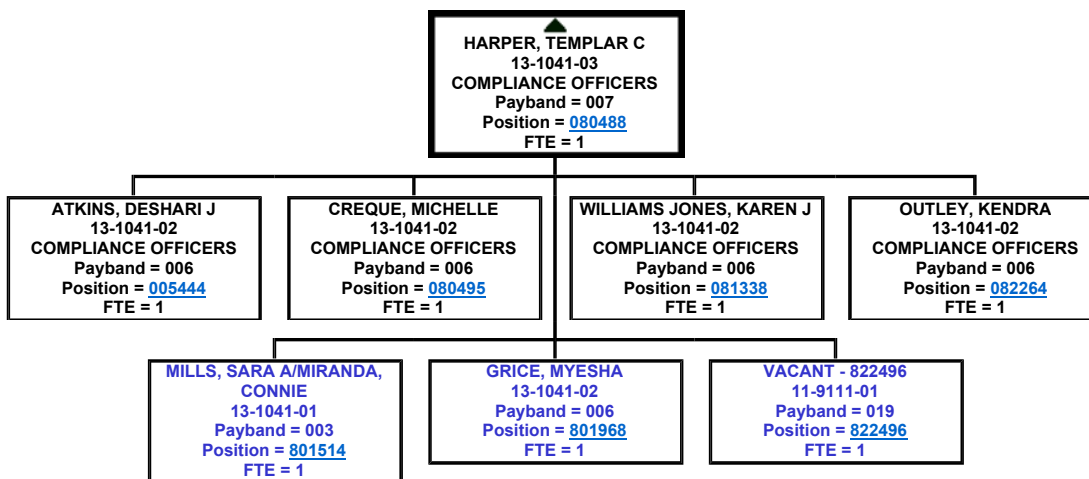 HARPER, TEMPLAR C
13-1041-03
COMPLIANCE OFFICERS
Payband = 007
Position = 080488
FTE = 1
ATKINS, DESHARI J
13-1041-02
COMPLIANCE OFFICERS
Payband = 006
Position = 005444
FTE = 1
CREQUE, MICHELLE
13-1041-02
COMPLIANCE OFFICERS
Payband = 006
Position = 080495
FTE = 1
WILLIAMS JONES, KAREN J
13-1041-02
COMPLIANCE OFFICERS
Payband = 006
Position = 081338
FTE = 1
OUTLEY, KENDRA
13-1041-02
COMPLIANCE OFFICERS
Payband = 006
Position = 082264
FTE = 1
MILLS, SARA A/MIRANDA,
CONNIE
13-1041-01
Payband = 003
Position = 801514
FTE = 1
GRICE, MYESHA
13-1041-02
Payband = 006
Position = 801968
FTE = 1
VACANT - 822496
11-9111-01
Payband = 019
Position = 822496
FTE = 1